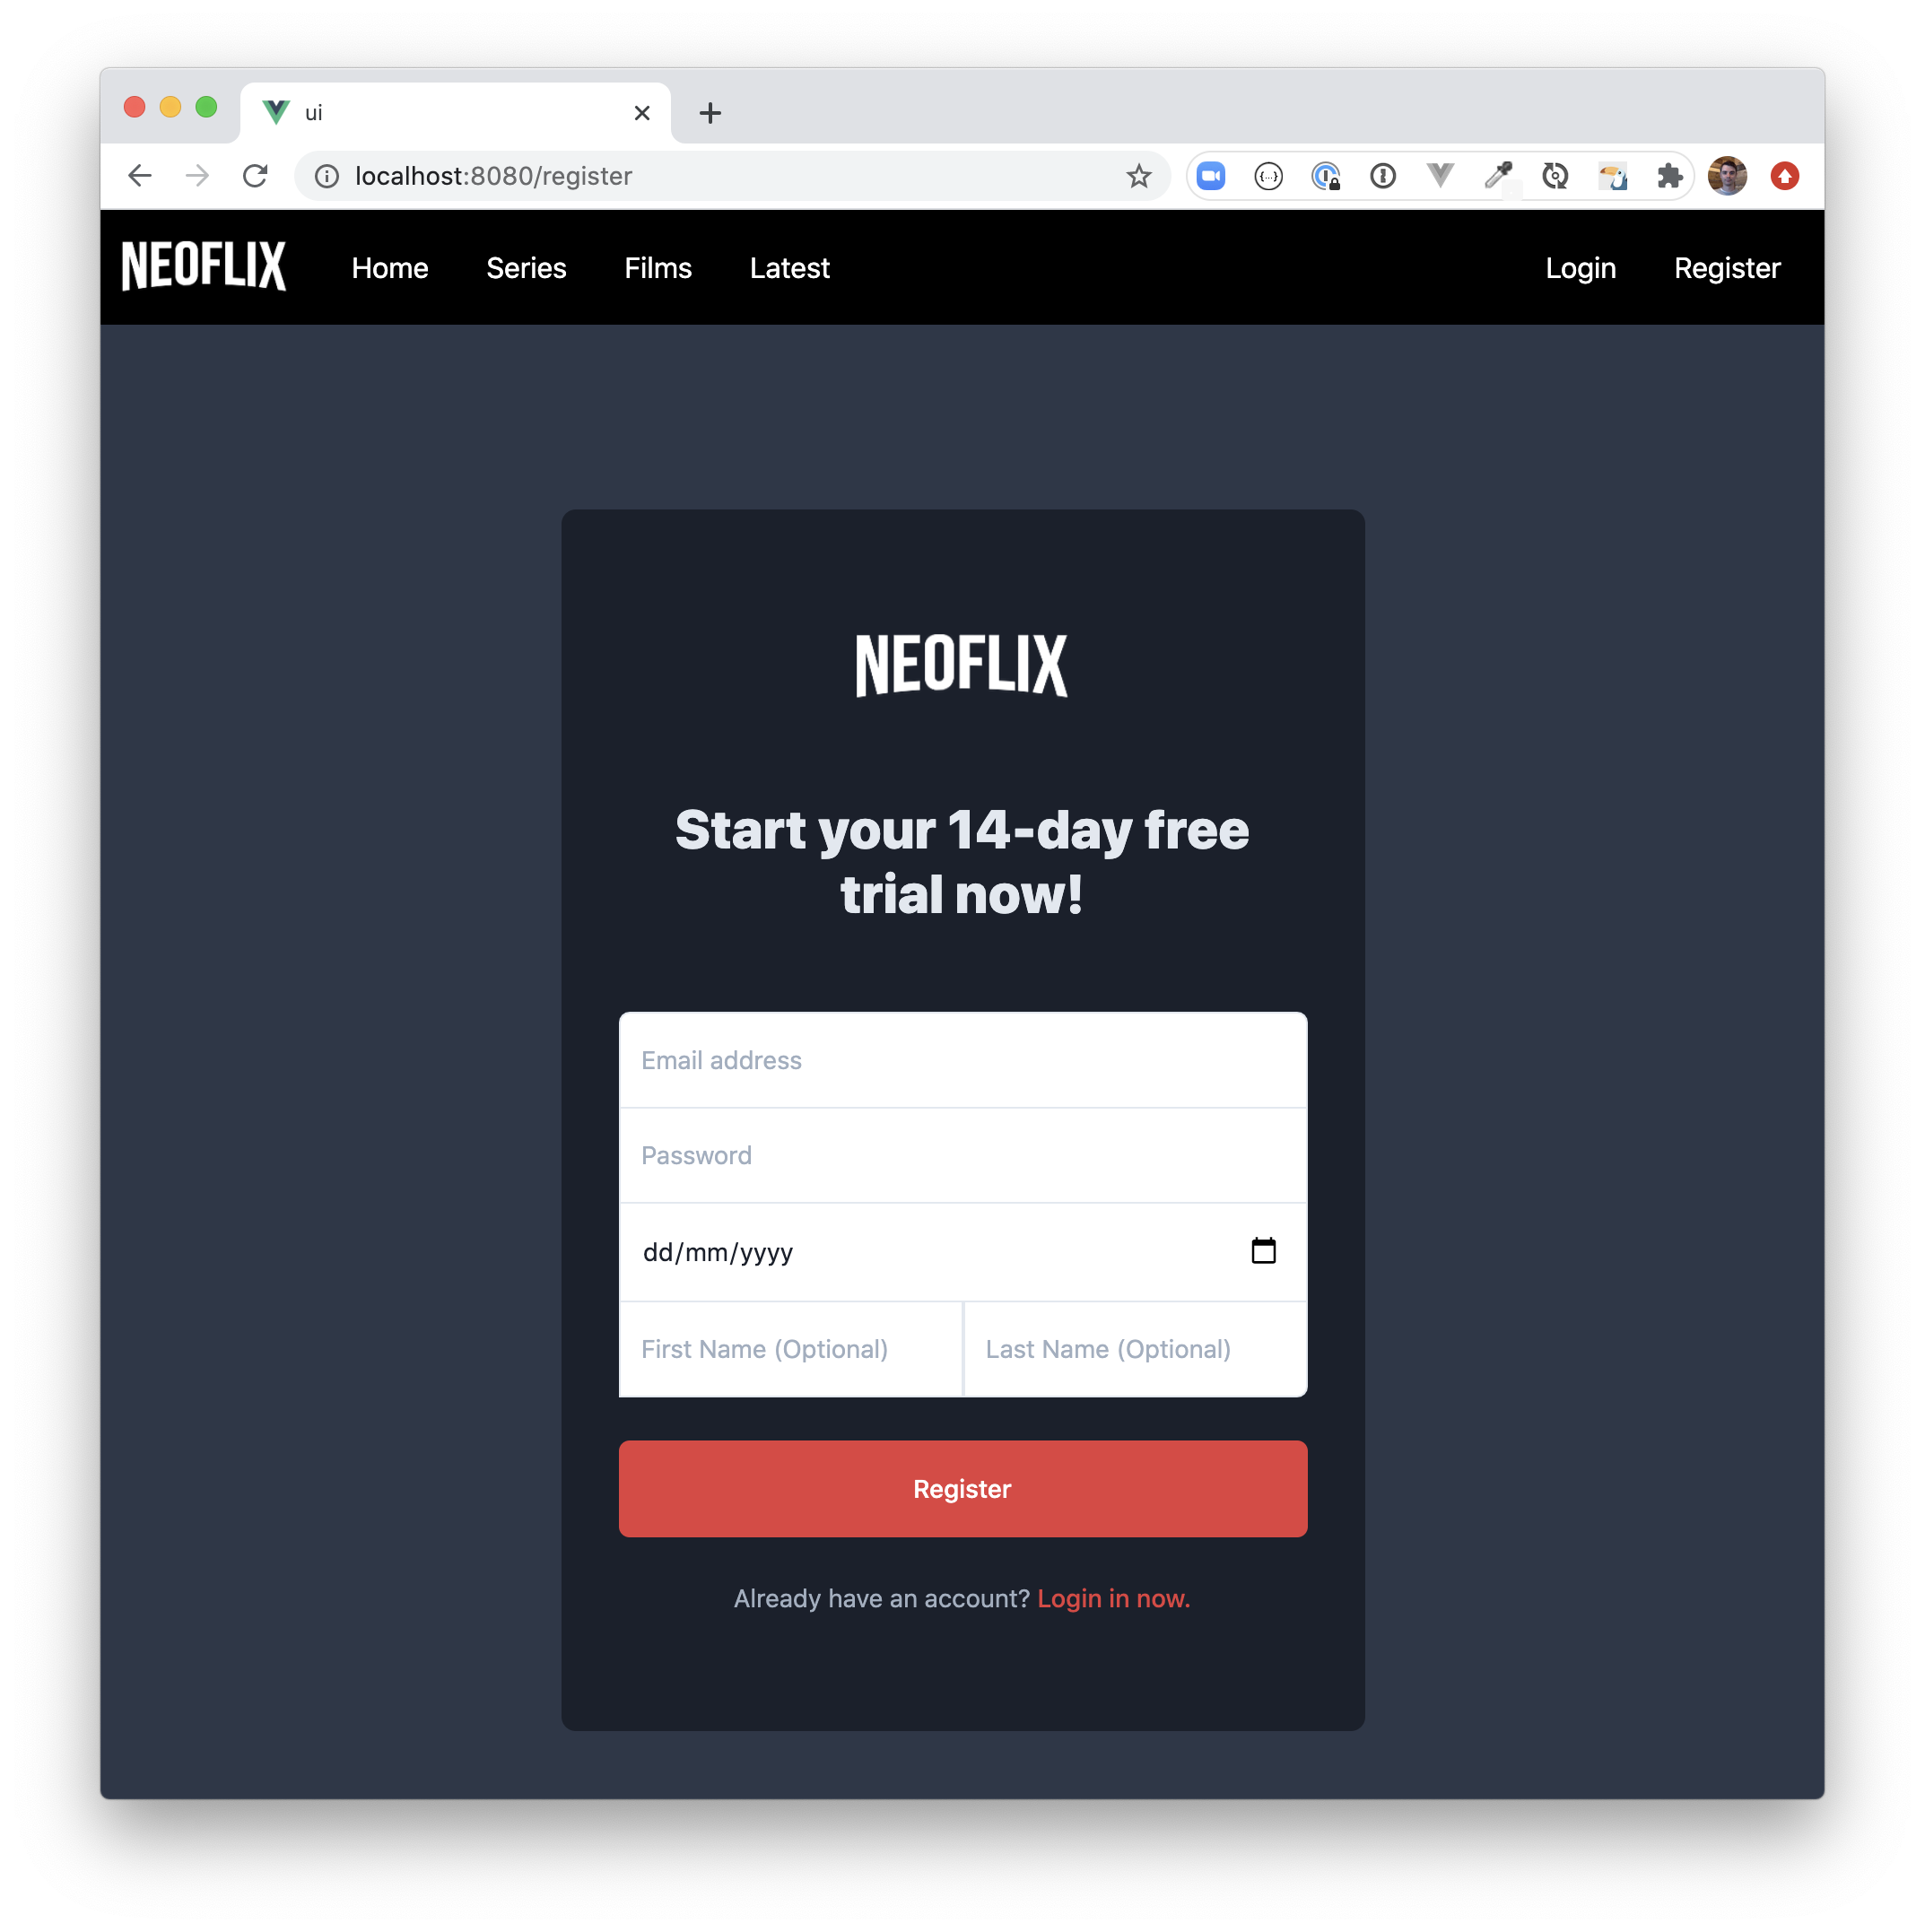 ui
localhost:8080/register
NEOFLIX Home Series Films Latest Login Register
NEOFLIX
Start your 14-day free
trial now!
Email address
Password
dd/mm/yyyy
First Name (Optional) Last Name (Optional)
Register
Already have an account? Login in now.